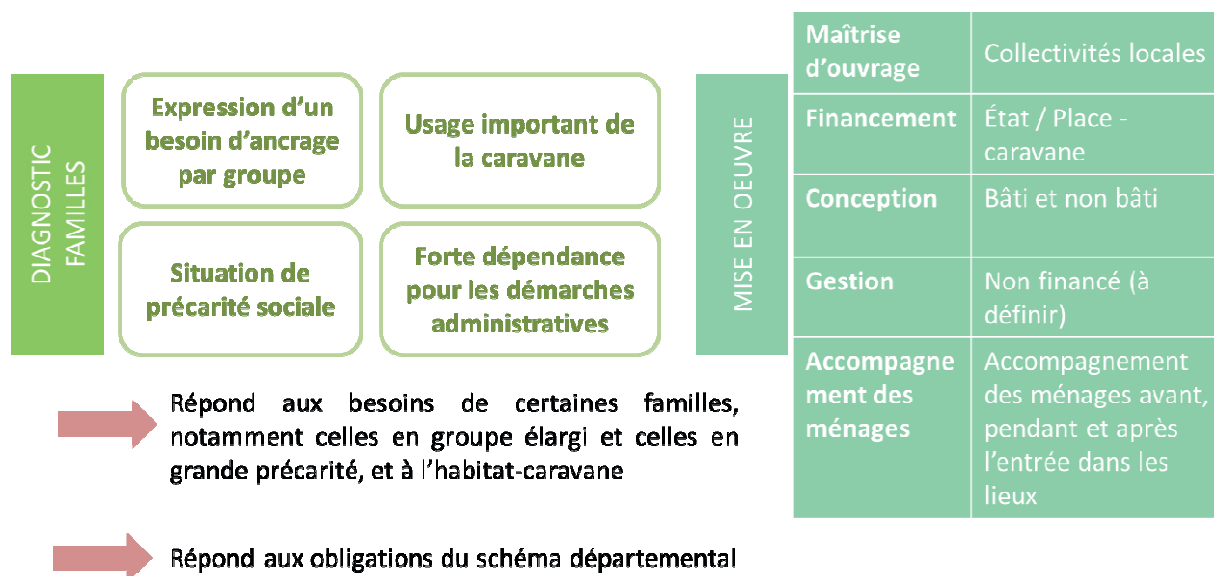 DIAGNOSTIC
FAMILLES
Expression d'un
besoin d'ancrage
par groupe
Usage important de
la caravane
Situation de
précarité sociale
Forte dépendance
pour les démarches
administratives
MISE EN OEUVRE
Maîtrise
d'ouvrage
Collectivités locales
Financement
État / Place -
caravane
Conception
Bâti et non bâti
Gestion
Non financé (à
définir)
Accompagne
ment des
ménages
Accompagnement
des ménages avant,
pendant et après
l'entrée dans les
lieux
Répond aux besoins de certaines familles,
notamment celles en groupe élargi et celles en
grande précarité, et à l'habitat-caravane
Répond aux obligations du schéma départemental